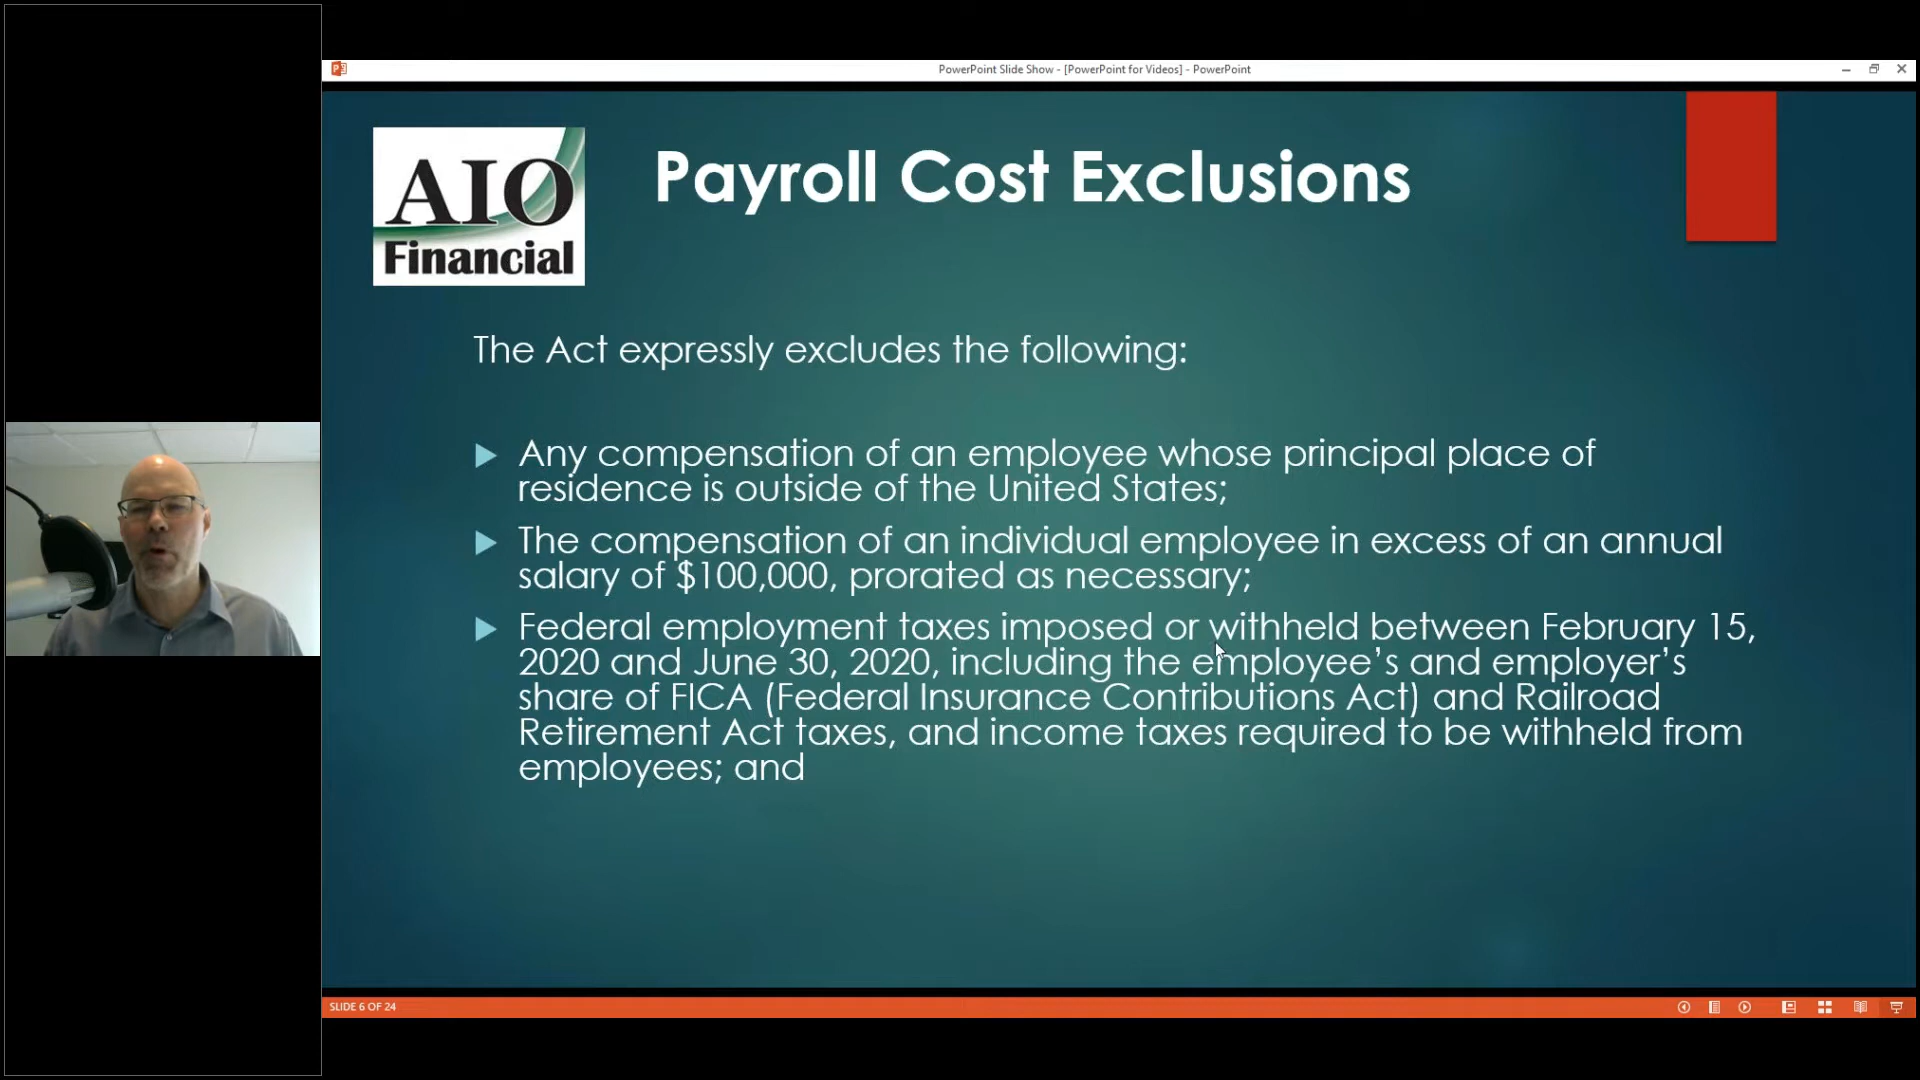 PowerPoint Slide Show - [PowerPoint for Videos] - PowerPoint
AIO
Financial
Payroll Cost Exclusions
The Act expressly excludes the following:
Any compensation of an employee whose principal place of
residence is outside of the United States;
The compensation of an individual employee in excess of an annual
salary of $100,000, prorated as necessary;
Federal employment taxes imposed or withheld between February 15,
2020 and June 30, 2020, including the employee’s and employer’s
share of FICA (Federal Insurance Contributions Act) and Railroad
Retirement Act taxes, and income taxes required to be withheld from
employees; and
SLIDE 6 OF 24